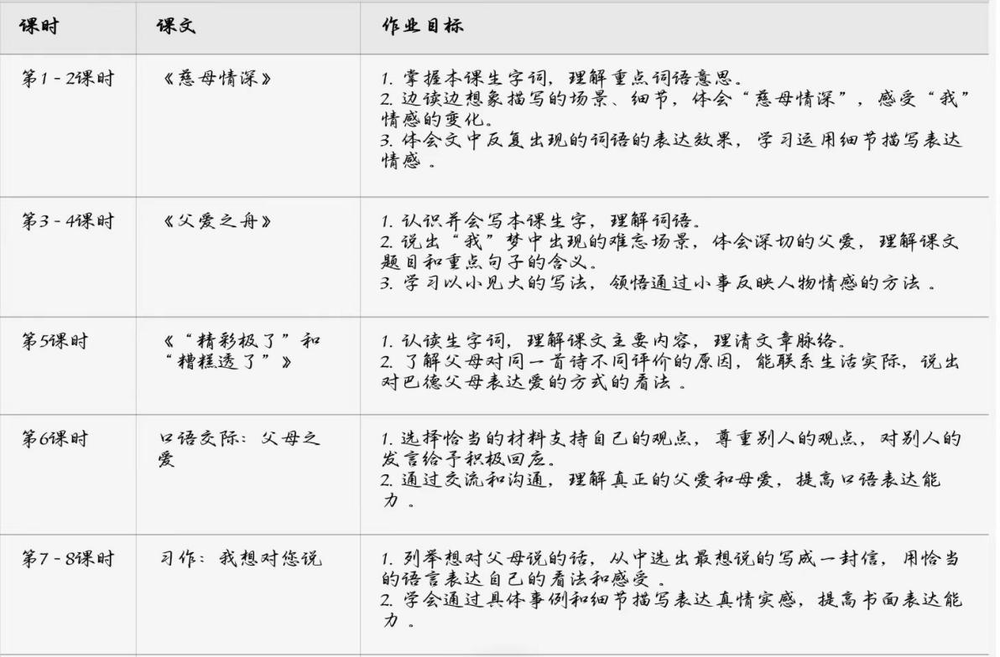 课时 课文 作业目标
第1-2课时 《慈母情深》 1. 掌握本课生字词，理解重点词语意思。
2. 边读边想象描写的场景、细节，体会“慈母情深”，感受“我”
情感的变化。
3. 体会文中反复出现的词语的表达效果，学习运用细节描写表达
情感。
第3-4课时 《父爱之舟》 1. 认识并会写本课生字，理解词语。
2. 说出“我”梦中出现的难忘场景，体会深切的父爱，理解课文
题目和重点句子的含义。
3. 学习以小见大的写法，领悟通过小事反映人物情感的方法。
第5课时 《“精彩极了”和 1. 认读生字词，理解课文主要内容，理清文章脉络。
“糟糕透了”》 2. 了解父母对同一首诗不同评价的原因，能联系生活实际，说出
对巴德父母表达爱的方式的看法。
第6课时 口语交际：父母之 1. 选择恰当的材料支持自己的观点，尊重别人的观点，对别人的
爱 发言给予积极回应。
2. 通过交流和沟通，理解真正的父爱和母爱，提高口语表达能
力。
第7-8课时 习作：我想对您说 1. 列举想对父母说的话，从中选出最想说的写成一封信，用恰当
的语言表达自己的看法和感受。
2. 学会通过具体事例和细节描写表达真情实感，提高书面表达能
力。